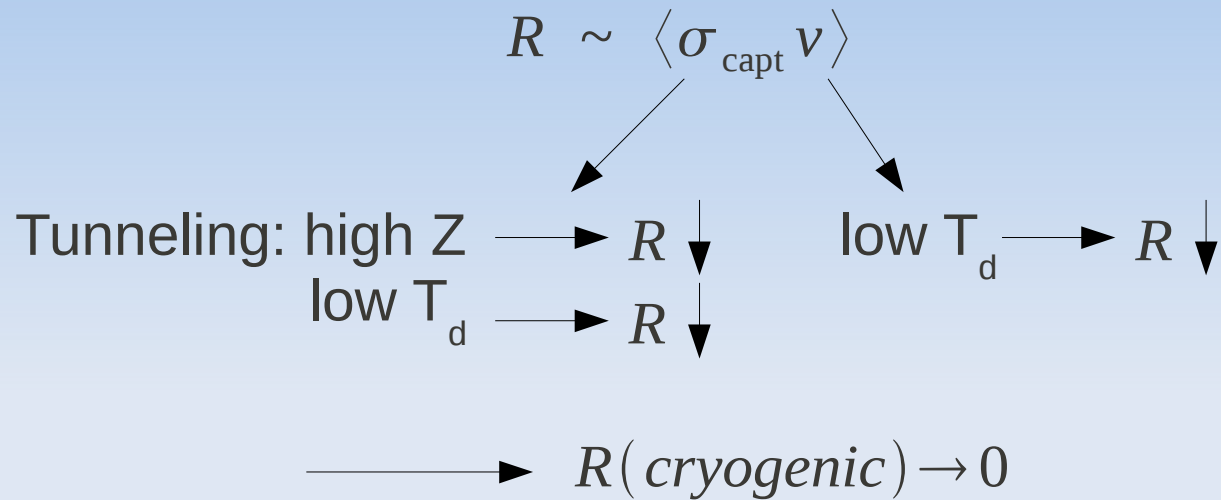 R ~ ⟨σ_capt v⟩
Tunneling: high Z → R ↓ low T_d → R ↓
low T_d → R ↓
→ R(cryogenic)→0